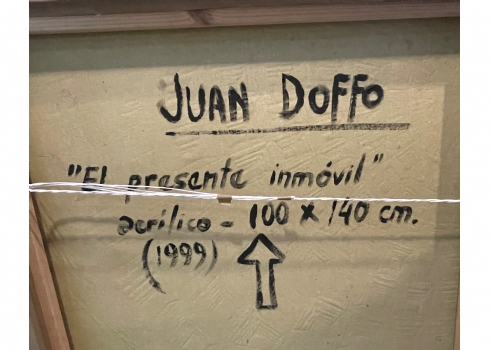 JUAN DOFFO
"El presente inmóvil"
acrílico - 100 x 140 cm.
(1999)